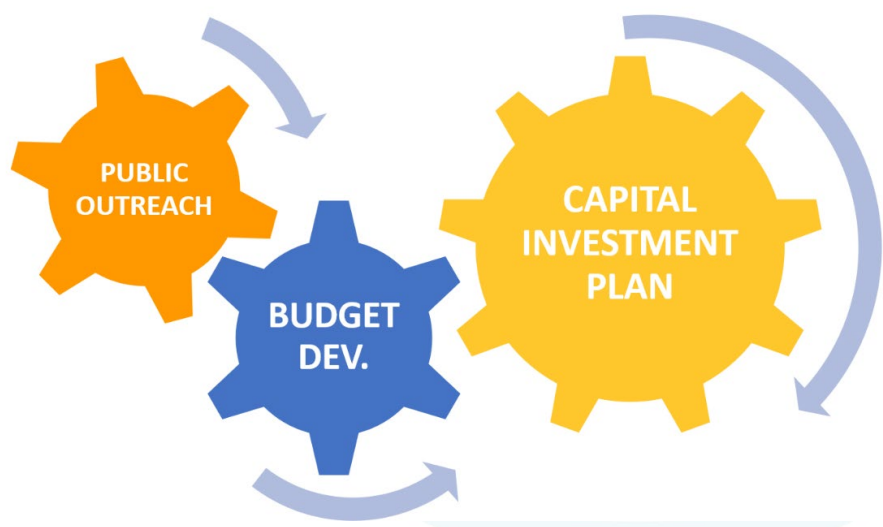 PUBLIC
OUTREACH
BUDGET
DEV.
CAPITAL
INVESTMENT
PLAN